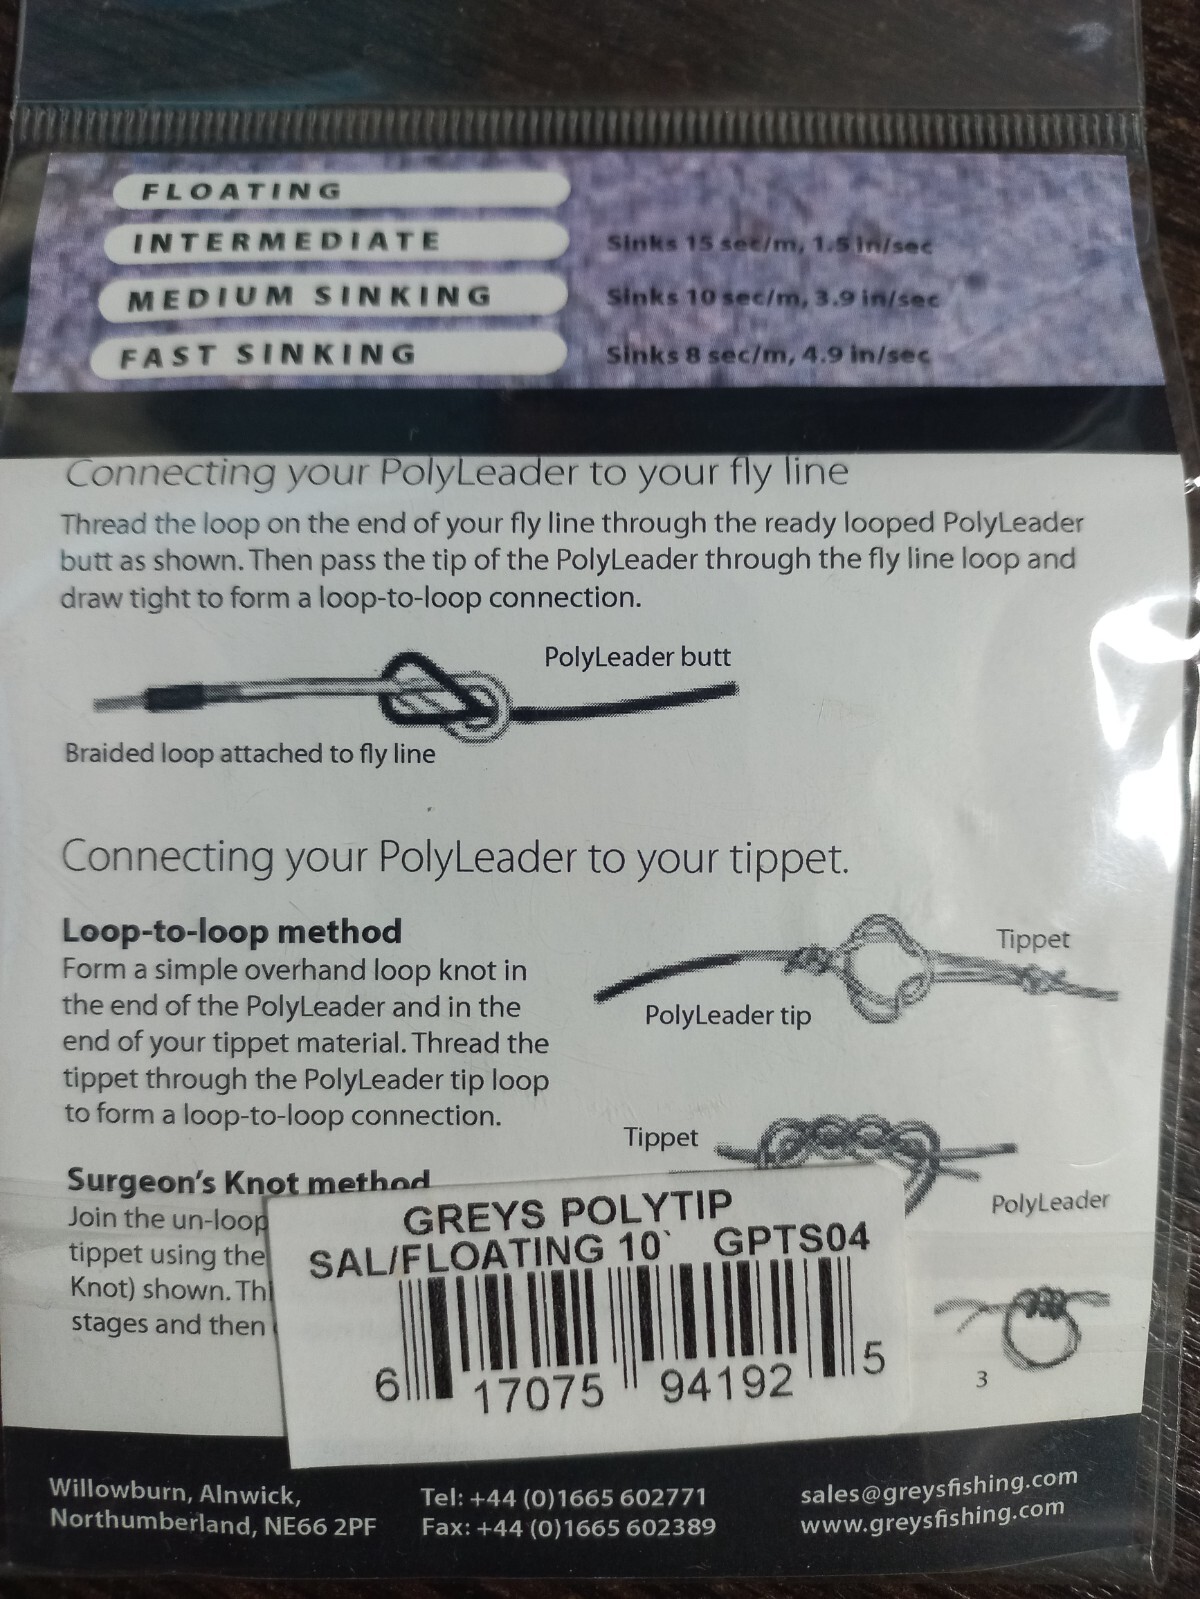 FLOATING
INTERMEDIATE Sinks 15 sec/m, 1.5 in/sec
MEDIUM SINKING Sinks 10 sec/m, 3.9 in/sec
FAST SINKING Sinks 8 sec/m, 4.9 in/sec
Connecting your PolyLeader to your fly line
Thread the loop on the end of your fly line through the ready looped PolyLeader
butt as shown. Then pass the tip of the PolyLeader through the fly line loop and
draw tight to form a loop-to-loop connection.
PolyLeader butt
Braided loop attached to fly line
Connecting your PolyLeader to your tippet.
Loop-to-loop method
Form a simple overhand loop knot in
the end of the PolyLeader and in the
end of your tippet material. Thread the
tippet through the PolyLeader tip loop
to form a loop-to-loop connection.
Tippet
PolyLeader tip
Tippet
PolyLeader
Surgeon's Knot method
Join the un-loop
tippet using the
Knot) shown. Thi
stages and then
3
GREYS POLYTIP
SAL/FLOATING 10` GPTS04
6 17075 94192 5
Willowburn, Alnwick,
Northumberland, NE66 2PF
Tel: +44 (0)1665 602771
Fax: +44 (0)1665 602389
sales@greysfishing.com
www.greysfishing.com